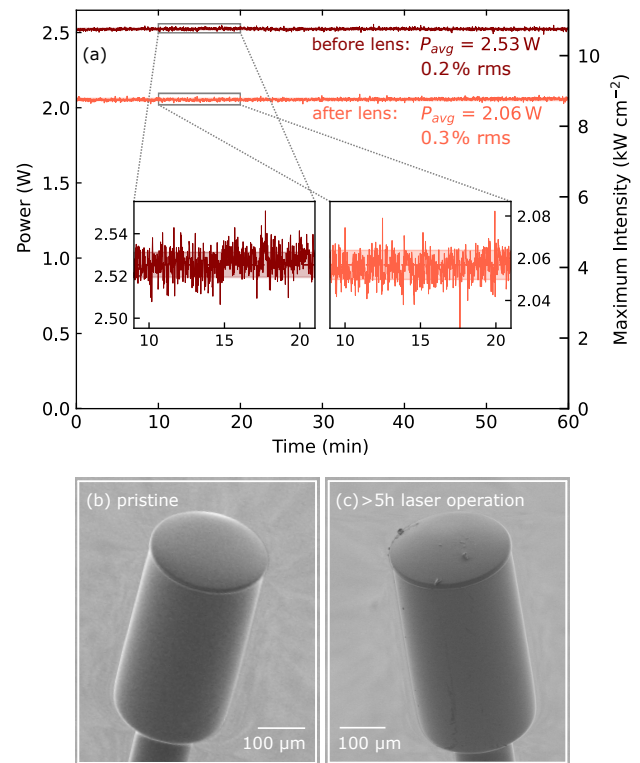 (a)
before lens: P_avg = 2.53 W
0.2% rms
after lens: P_avg = 2.06 W
0.3% rms
2.5
2.0
1.5
1.0
0.5
0.0
Power (W)
10
8
6
4
2
0
Maximum Intensity (kW cm⁻²)
2.54
2.52
2.50
10
15
20
2.08
2.06
2.04
10
15
20
0
10
20
30
40
50
60
Time (min)
(b) pristine
100 μm
(c) >5h laser operation
100 μm